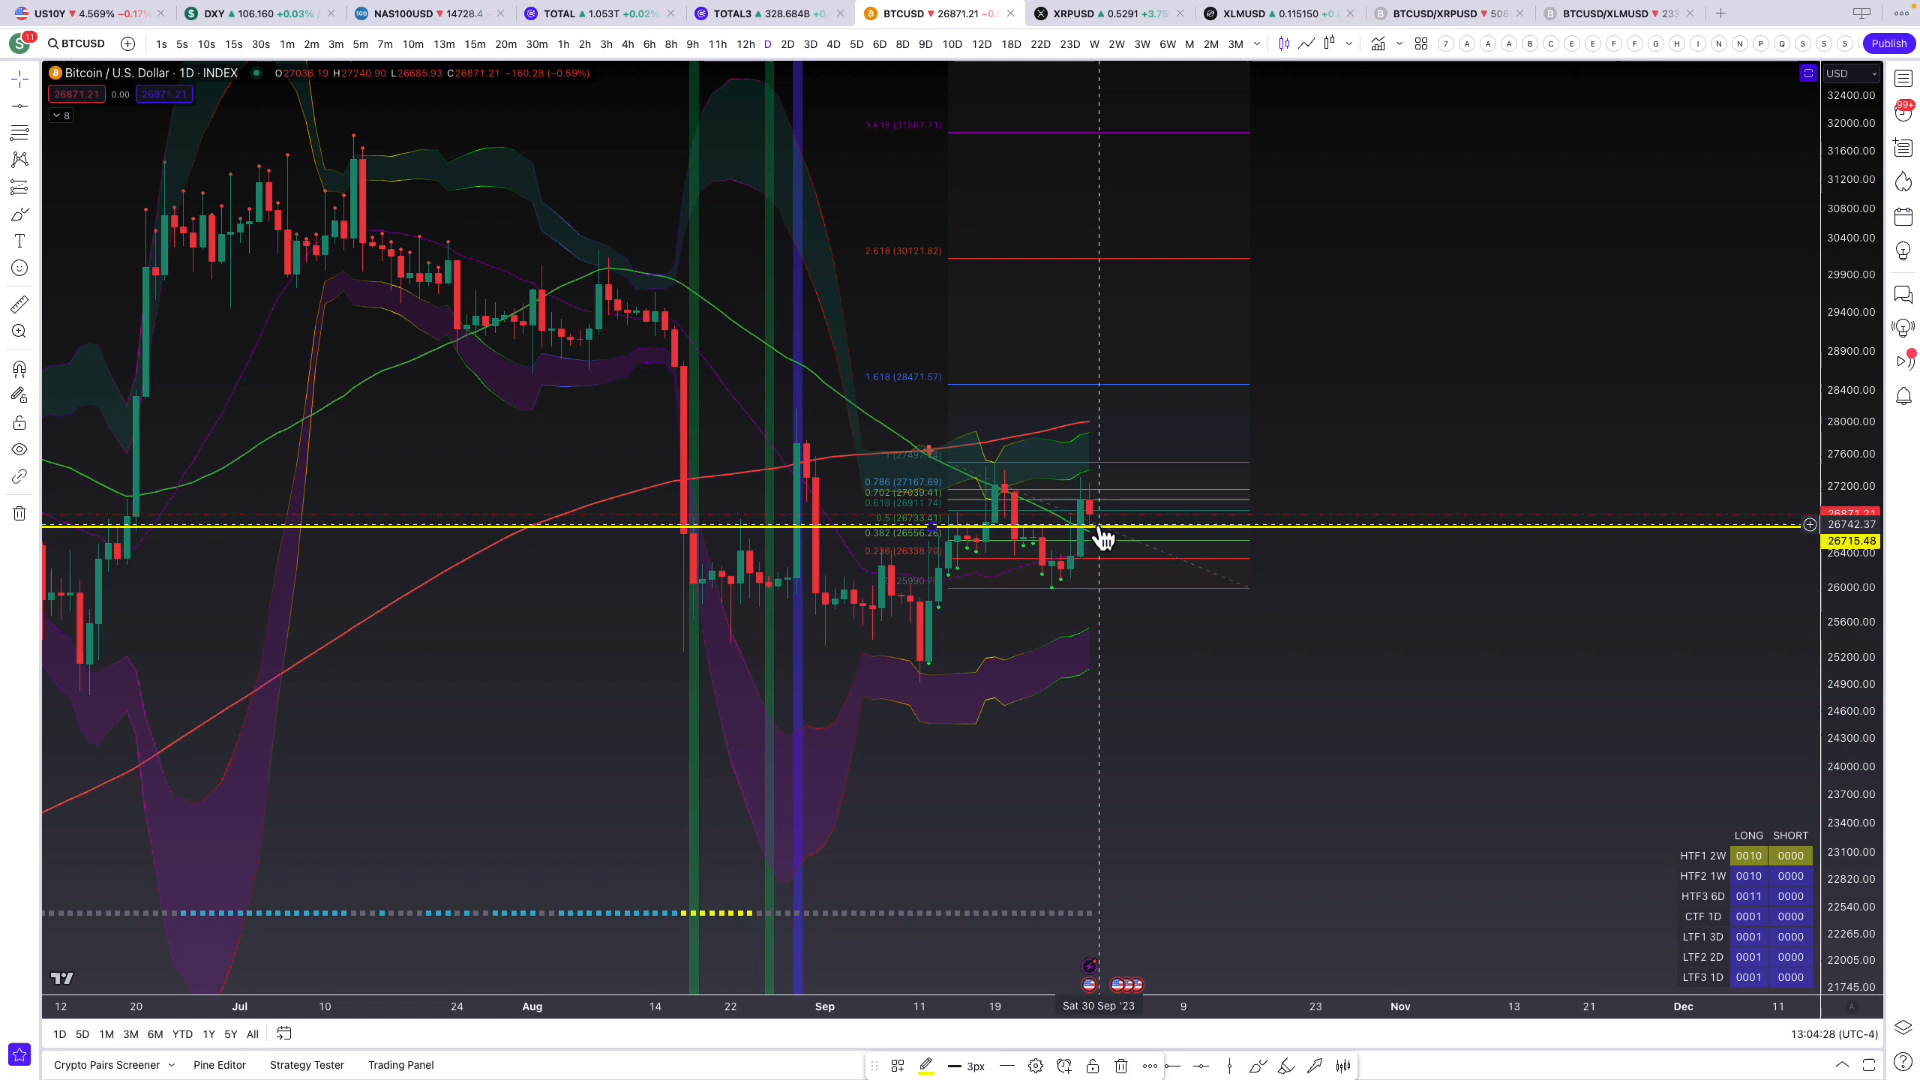 US10Y ▼ 4.569% −0.17% DXY ▲ 106.160 +0.03% NAS100USD ▼ 14728.4 TOTAL ▲ 1.053T +0.02% TOTAL3 ▲ 328.684B BTCUSD ▼ 26871.21 XRPUSD ▲ 0.5291 +3.75 XLMUSD ▲ 0.115150 BTCUSD/XRPUSD ▼ BTCUSD/XLMUSD ▼
11 BTCUSD 1s 5s 10s 15s 30s 1m 2m 3m 5m 7m 10m 13m 15m 20m 30m 1h 2h 3h 4h 6h 8h 9h 11h 12h D 2D 3D 4D 5D 6D 8D 9D 10D 12D 18D 22D 23D W 2W 3W 6W M 2M 3M 7 A A A B C E E F G H I N N P Q S S S Publish
Bitcoin / U.S. Dollar · 1D · INDEX O27036.19 H27240.90 L26685.93 C26871.21 −160.28 (−0.59%) USD
26871.21 0.00 26871.21
8
99+
32400.00
32000.00
31600.00
31200.00
30800.00
30400.00
29900.00
29400.00
28900.00
28400.00
28000.00
27600.00
27200.00
26871.21
26742.37
26715.48
26400.00
26000.00
25600.00
25200.00
24900.00
24600.00
24300.00
24000.00
23700.00
23400.00
23100.00
22820.00
22540.00
22265.00
22005.00
21745.00
3.618 (31887.71)
2.618 (30121.82)
1.618 (28471.57)
0.786 (27167.69)
0.702 (27039.41)
0.618 (26911.74)
0.5 (26733.41)
0.382 (26556.26)
0.236 (26338.70)
LONG SHORT
HTF1 2W 0010 0000
HTF2 1W 0010 0000
HTF3 6D 0011 0000
CTF 1D 0001 0000
LTF1 3D 0001 0000
LTF2 2D 0001 0000
LTF3 1D 0001 0000
12 20 Jul 10 24 Aug 14 22 Sep 11 19 Sat 30 Sep '23 9 23 Nov 13 21 Dec 11
1D 5D 1M 3M 6M YTD 1Y 5Y All 13:04:28 (UTC-4)
Crypto Pairs Screener Pine Editor Strategy Tester Trading Panel 3px